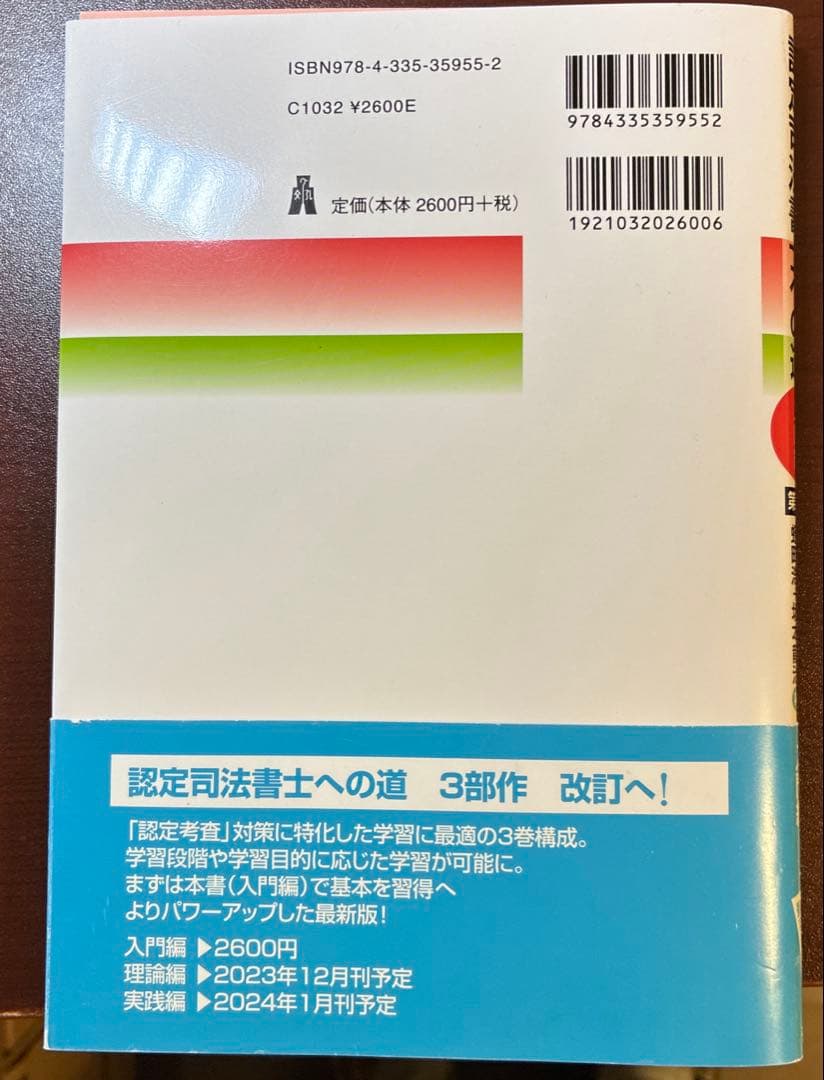 ISBN978-4-335-35955-2
C1032 ¥2600E
9784335359552
定価(本体 2600円+税)
1921032026006
認定司法書士への道 3部作 改訂へ!
「認定考査」対策に特化した学習に最適の3巻構成。
学習段階や学習目的に応じた学習が可能に。
まずは本書(入門編)で基本を習得へ
よりパワーアップした最新版!
入門編 ▶2600円
理論編 ▶2023年12月刊予定
実践編 ▶2024年1月刊予定